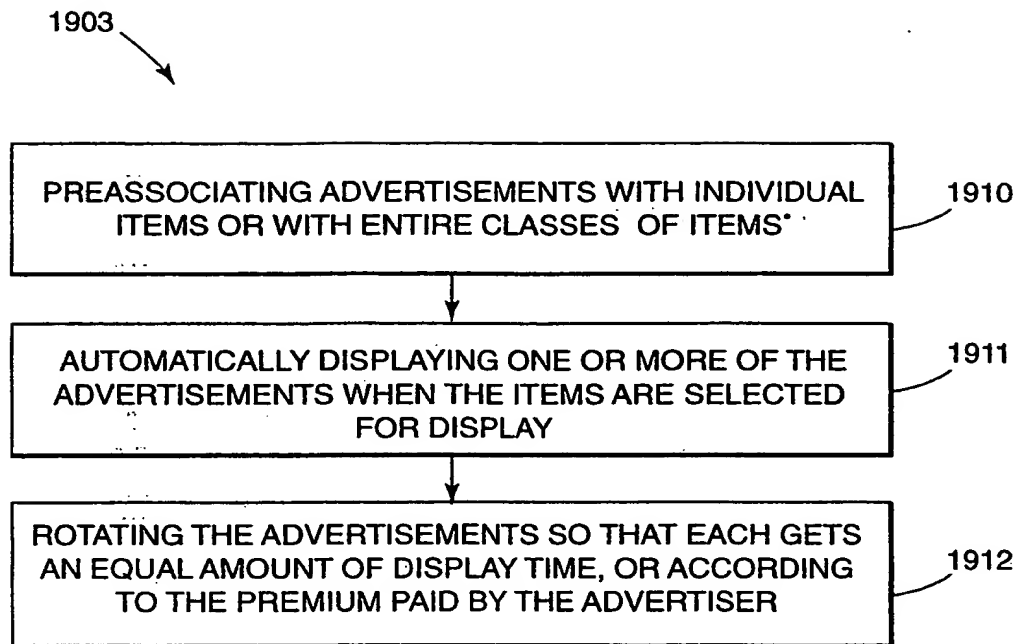 1903
PREASSOCIATING ADVERTISEMENTS WITH INDIVIDUAL
ITEMS OR WITH ENTIRE CLASSES OF ITEMS
1910
AUTOMATICALLY DISPLAYING ONE OR MORE OF THE
ADVERTISEMENTS WHEN THE ITEMS ARE SELECTED
FOR DISPLAY
1911
ROTATING THE ADVERTISEMENTS SO THAT EACH GETS
AN EQUAL AMOUNT OF DISPLAY TIME, OR ACCORDING
TO THE PREMIUM PAID BY THE ADVERTISER
1912